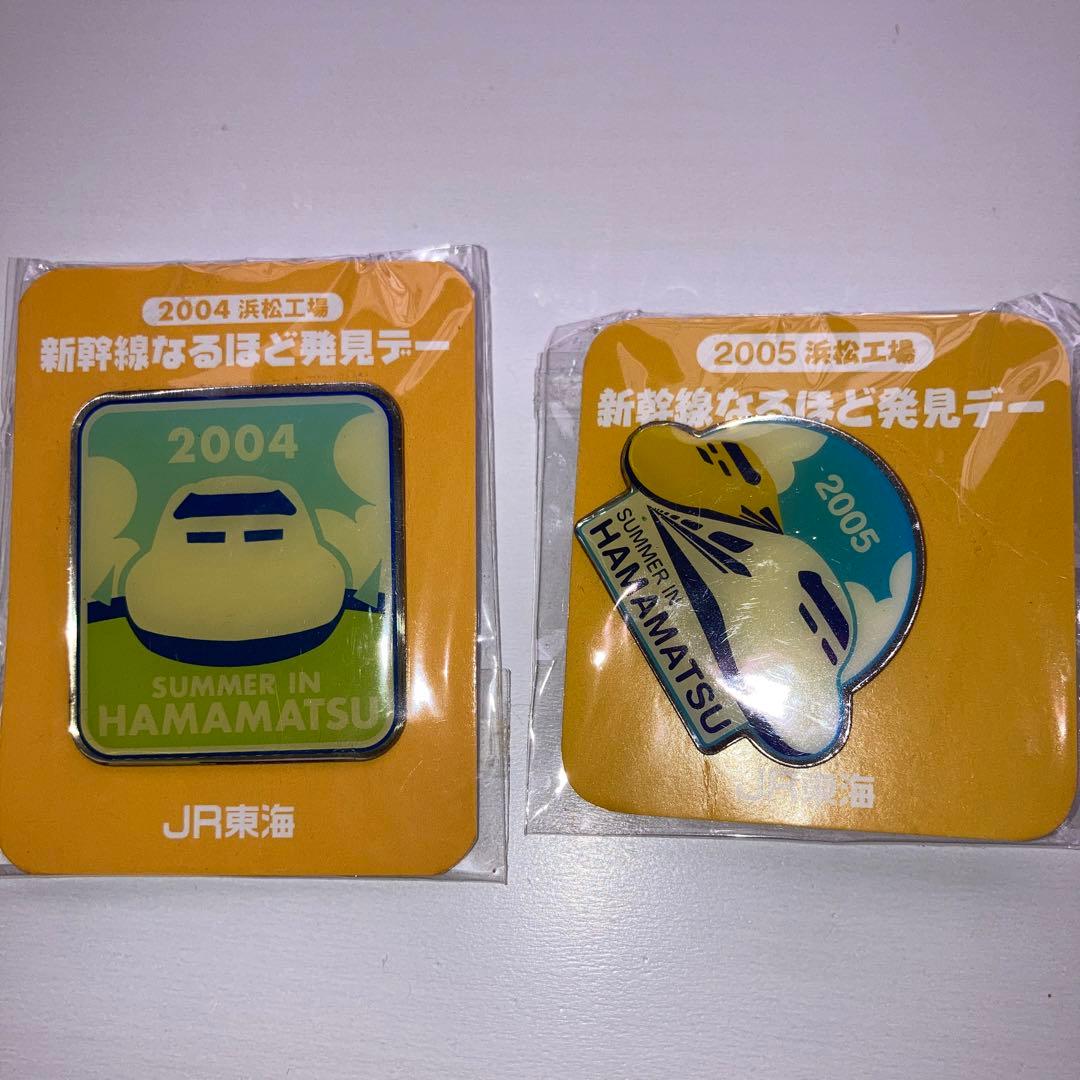 2004 浜松工場
新幹線なるほど発見デー
2004
SUMMER IN
HAMAMATSU
JR東海
2005 浜松工場
新幹線なるほど発見デー
2005
SUMMER IN
HAMAMATSU
JR東海